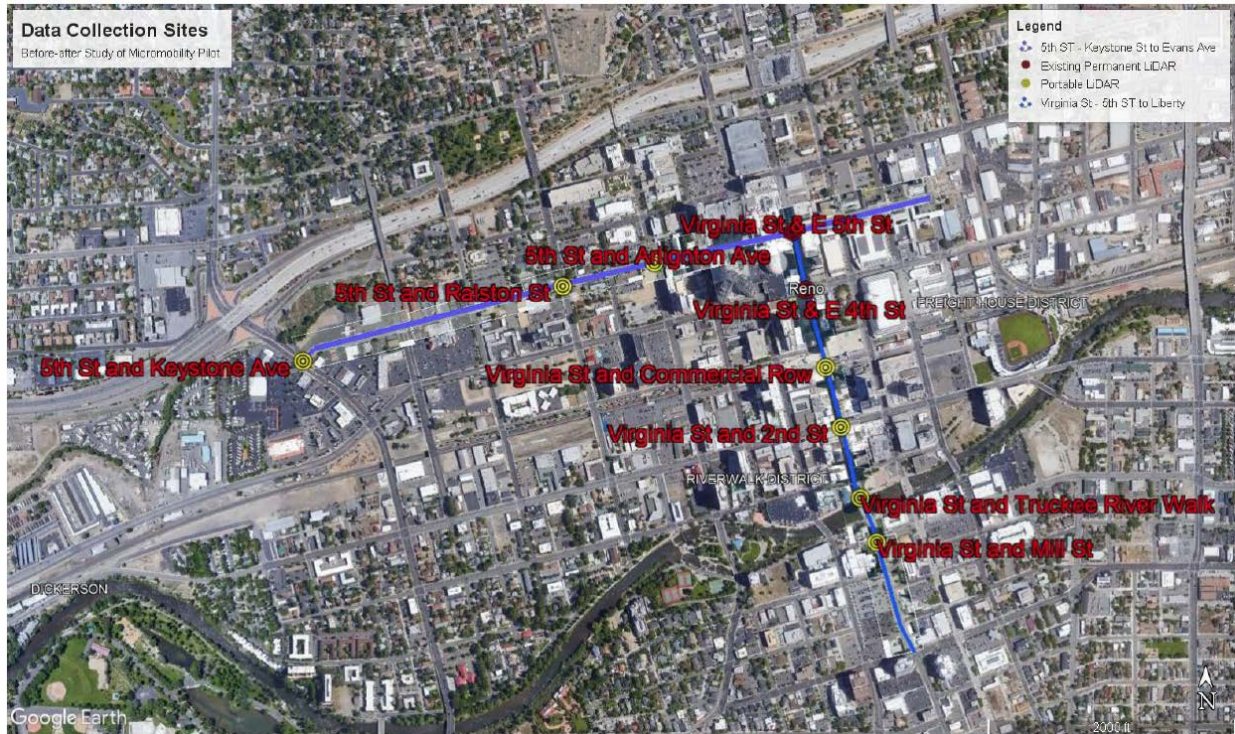 Data Collection Sites
Before-after Study of Micromobility Pilot
Legend
5th ST - Keystone St to Evans Ave
Existing Permanent LiDAR
Portable LiDAR
Virginia St - 5th ST to Liberty
Virginia St & E 5th St
5th St and Arlignton Ave
5th St and Ralston St
Reno
Virginia St & E 4th St
FREIGHT HOUSE DISTRICT
5th St and Keystone Ave
Virginia St and Commercial Row
Virginia St and 2nd St
RIVERWALK DISTRICT
Virginia St and Truckee River Walk
Virginia St and Mill St
DICKERSON
N
Google Earth
2000 ft